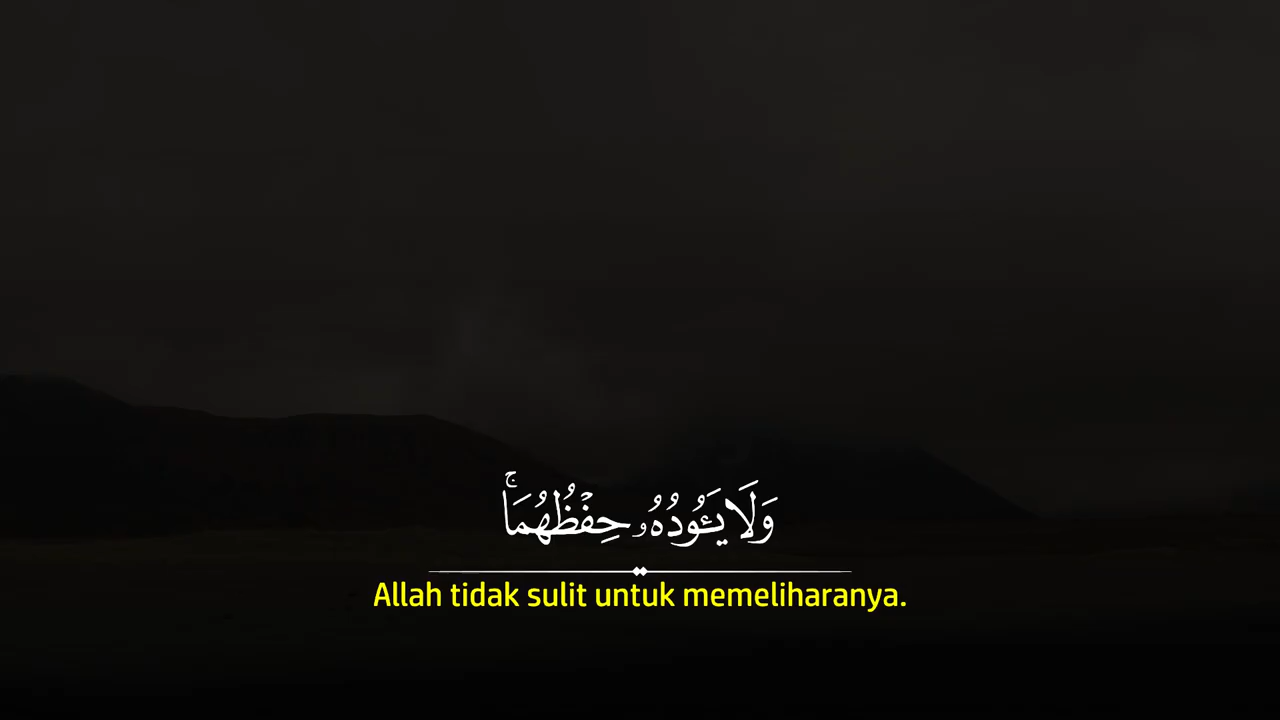 وَلَا يَـُٔودُهُۥ حِفْظُهُمَاۚ
Allah tidak sulit untuk memeliharanya.